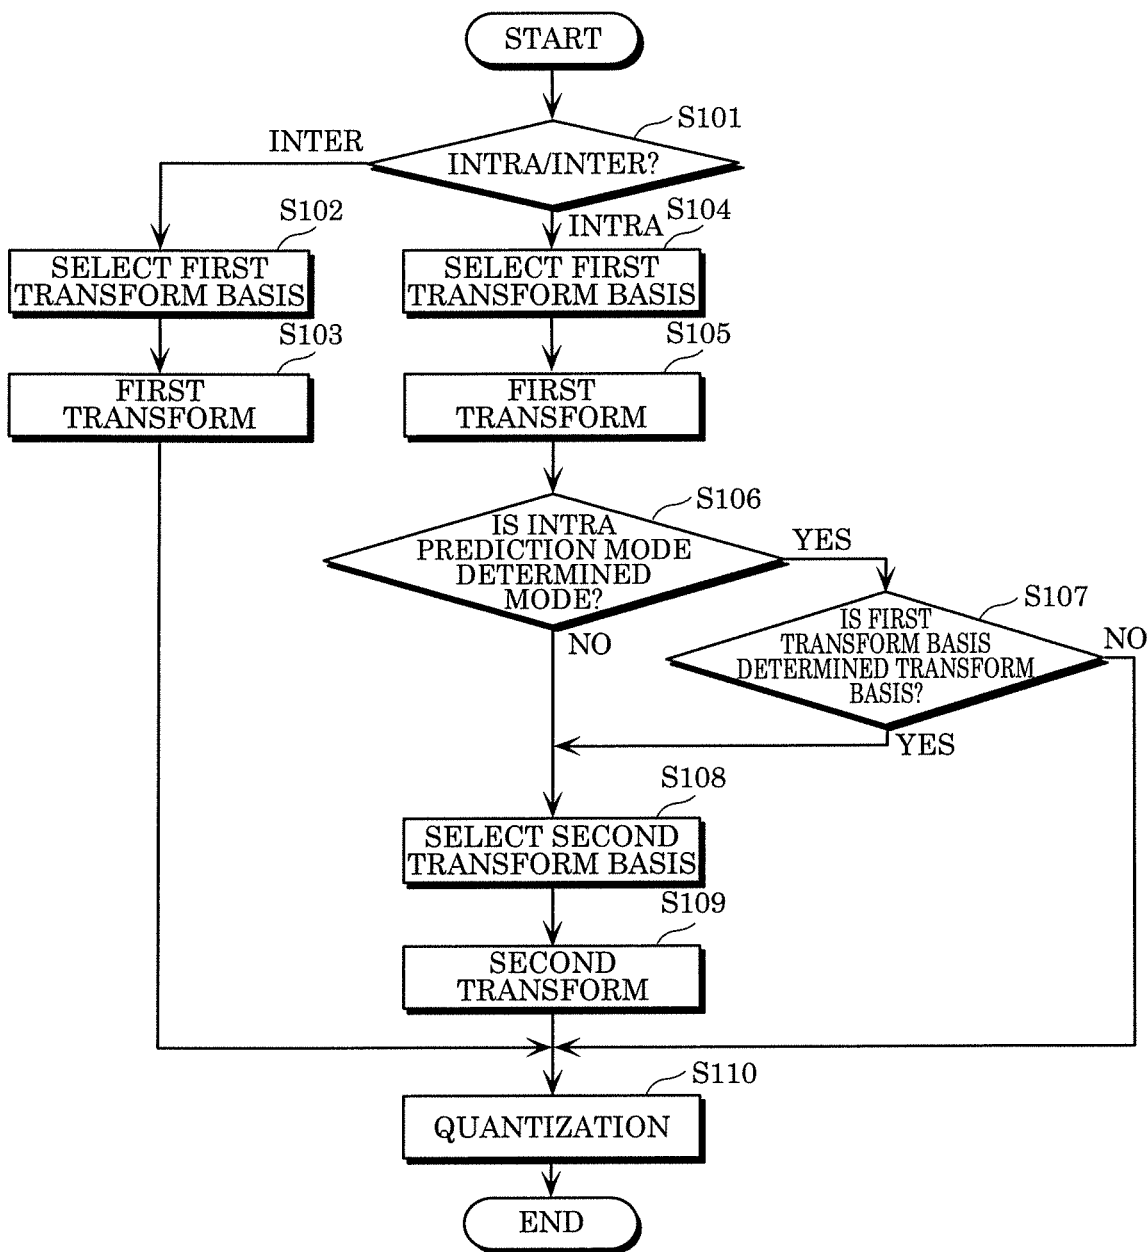 START
S101
INTRA/INTER?
INTER
INTRA
S102
SELECT FIRST
TRANSFORM BASIS
S104
SELECT FIRST
TRANSFORM BASIS
S103
FIRST
TRANSFORM
S105
FIRST
TRANSFORM
S106
IS INTRA
PREDICTION MODE
DETERMINED
MODE?
YES
NO
S107
IS FIRST
TRANSFORM BASIS
DETERMINED TRANSFORM
BASIS?
NO
YES
S108
SELECT SECOND
TRANSFORM BASIS
S109
SECOND
TRANSFORM
S110
QUANTIZATION
END